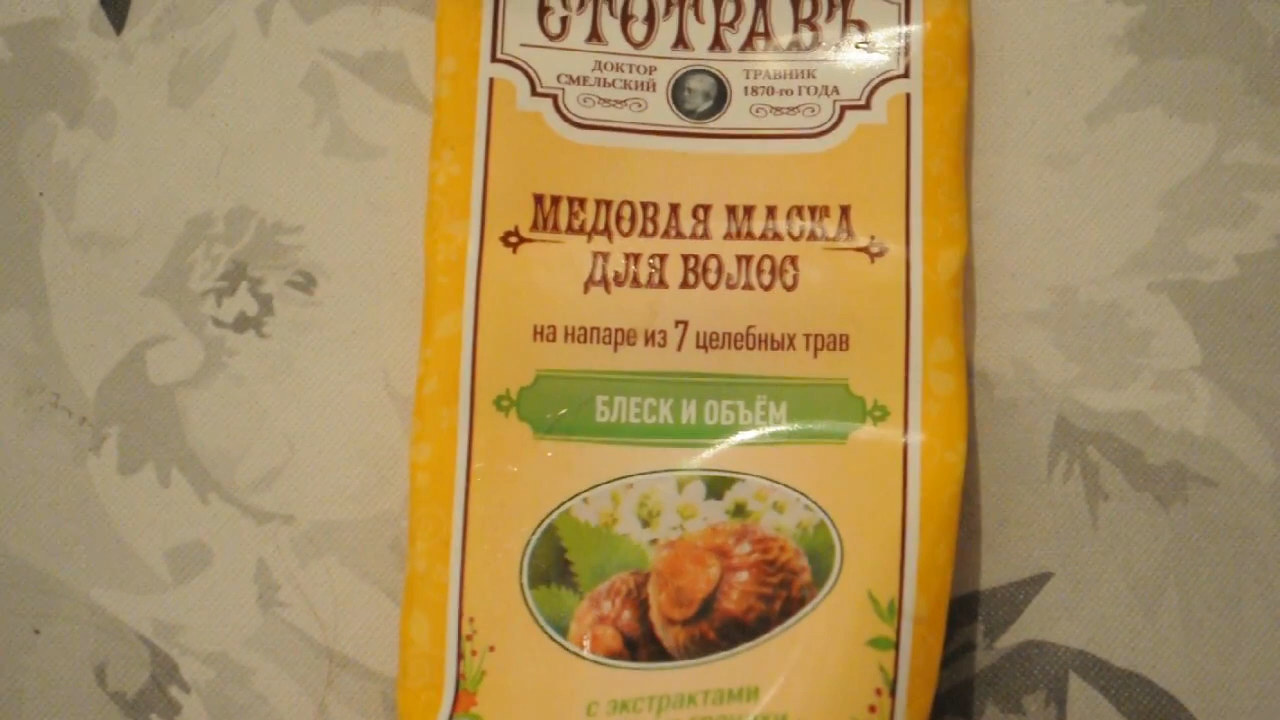 СТОТРАВЪ
ДОКТОР СМЕЛЬСКИЙ
ТРАВНИК 1870-го ГОДА
МЕДОВАЯ МАСКА
ДЛЯ ВОЛОС
на напаре из 7 целебных трав
БЛЕСК И ОБЪЁМ
с экстрактами